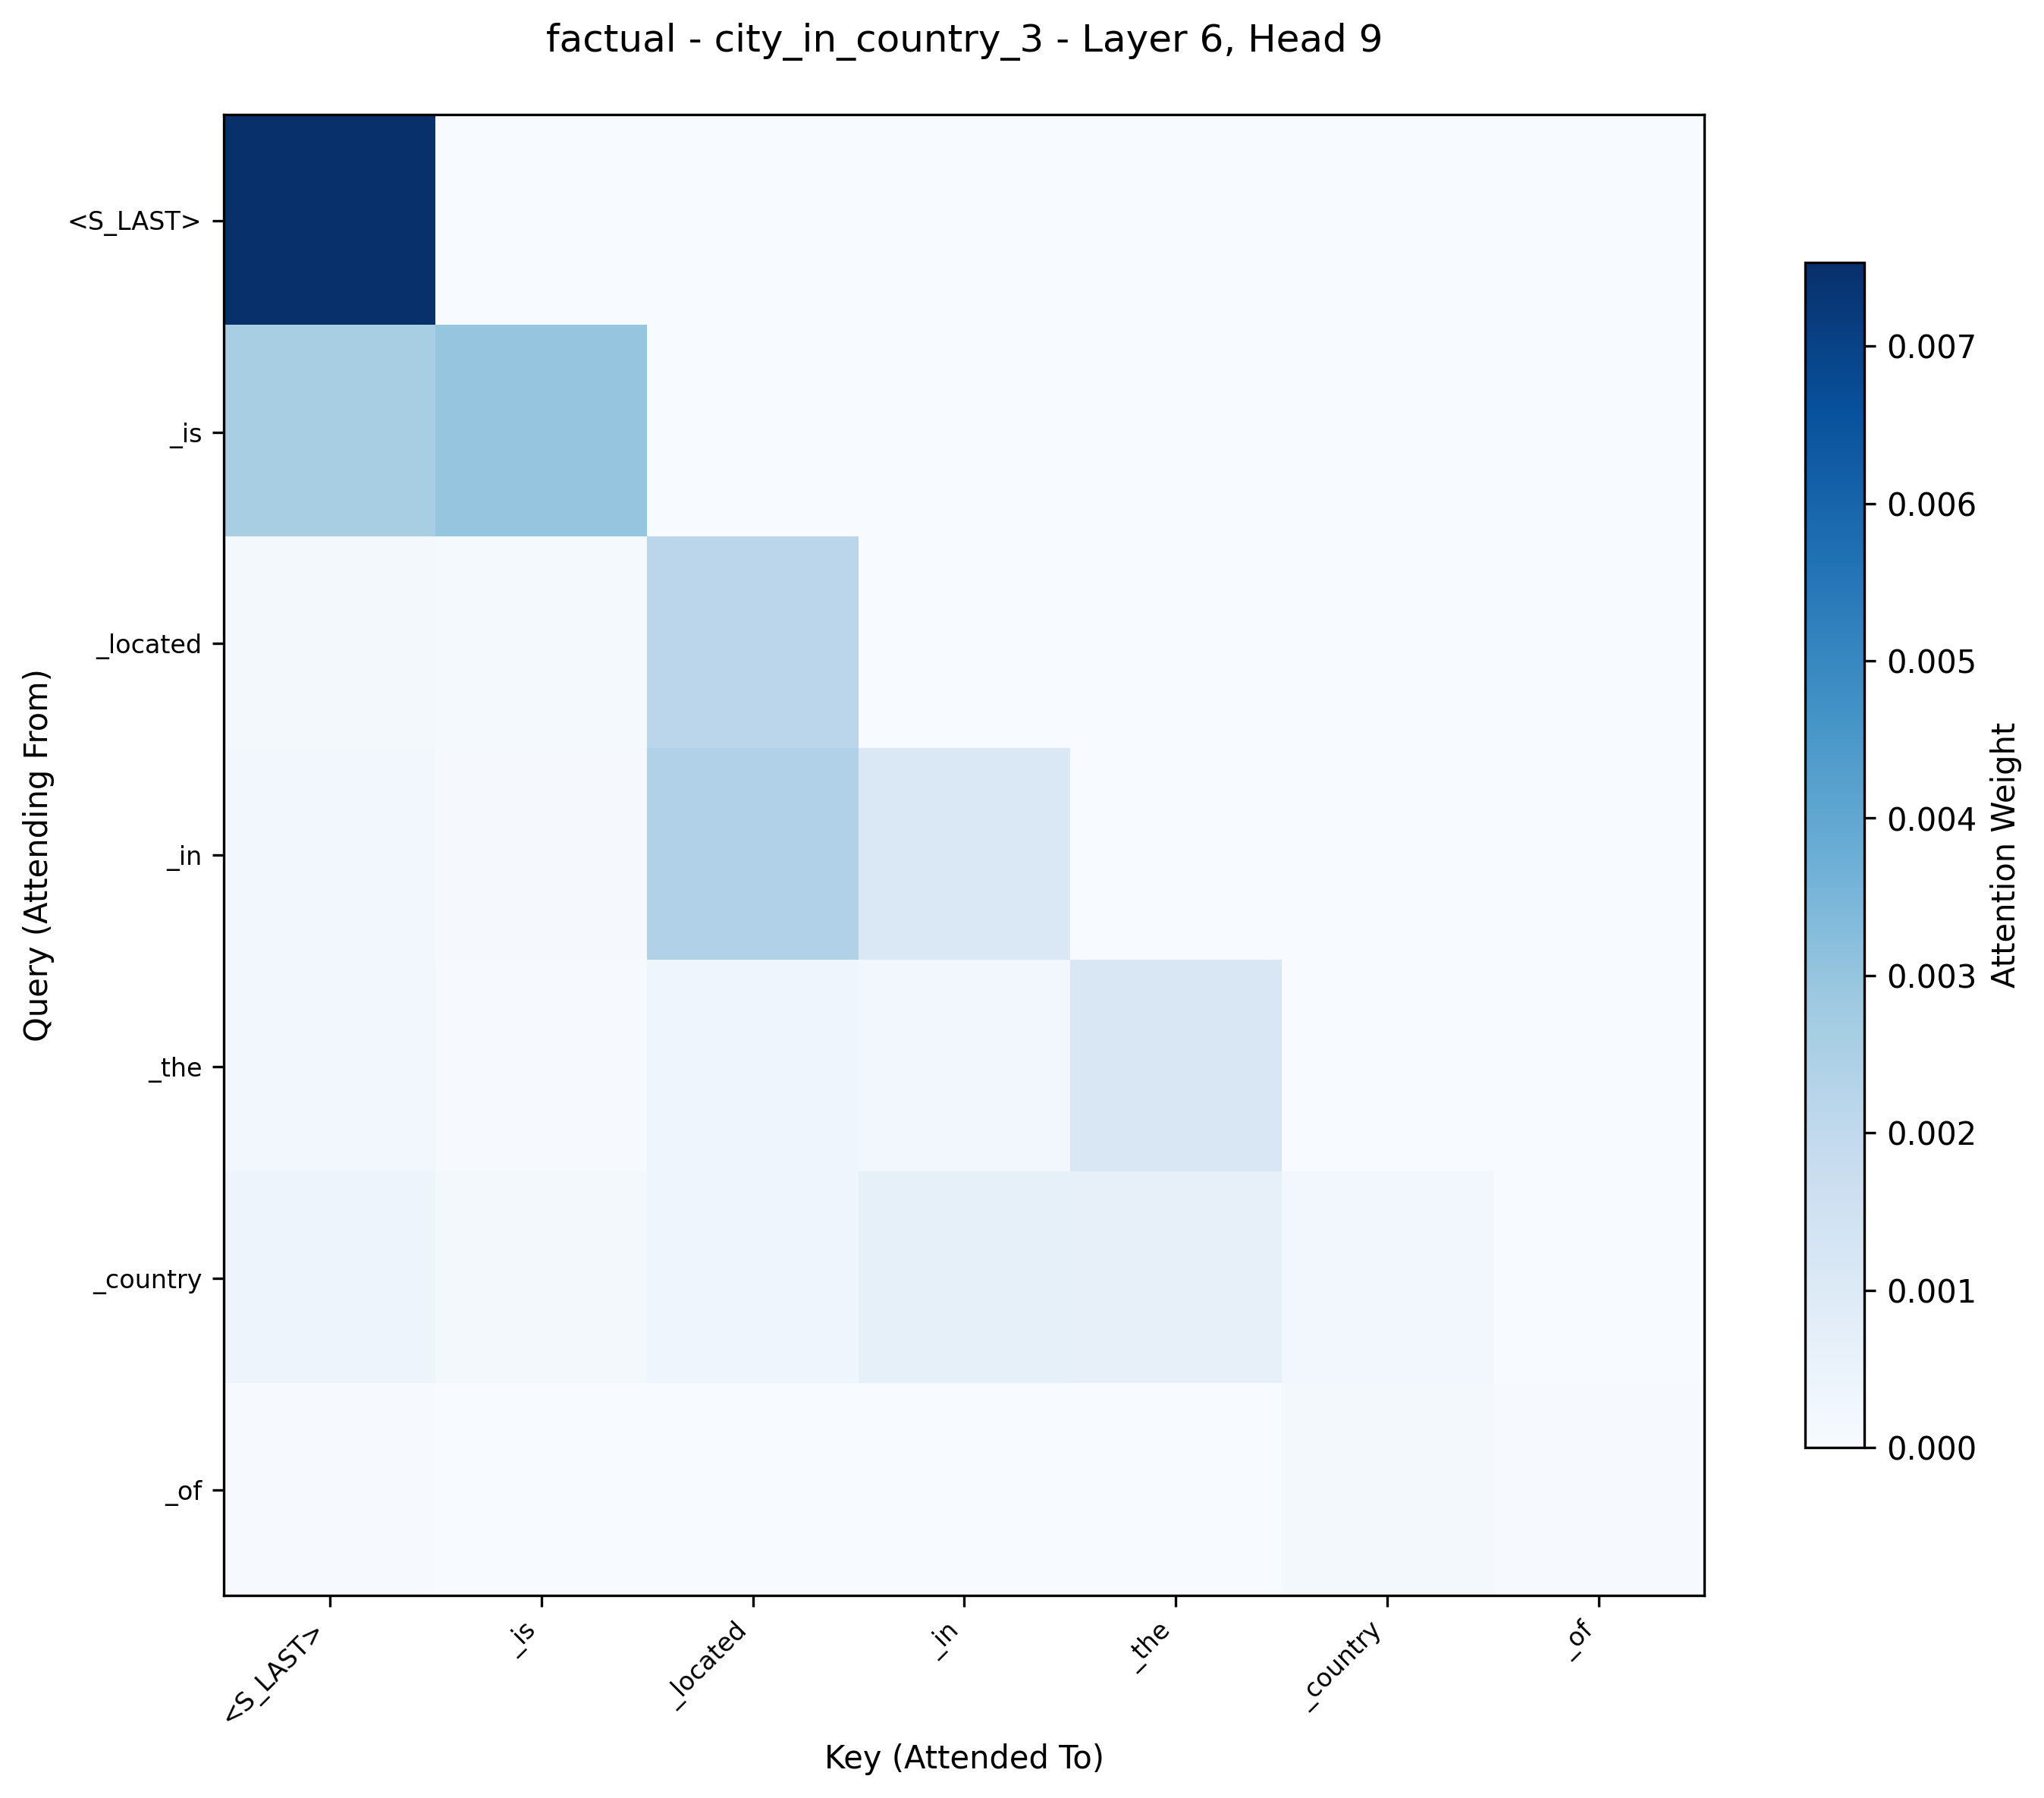 factual - city_in_country_3 - Layer 6, Head 9
Query (Attending From)
<S_LAST>
_is
_located
_in
_the
_country
_of
<S_LAST>
_is
_located
_in
_the
_country
_of
Key (Attended To)
0.007
0.006
0.005
0.004
0.003
0.002
0.001
0.000
Attention Weight